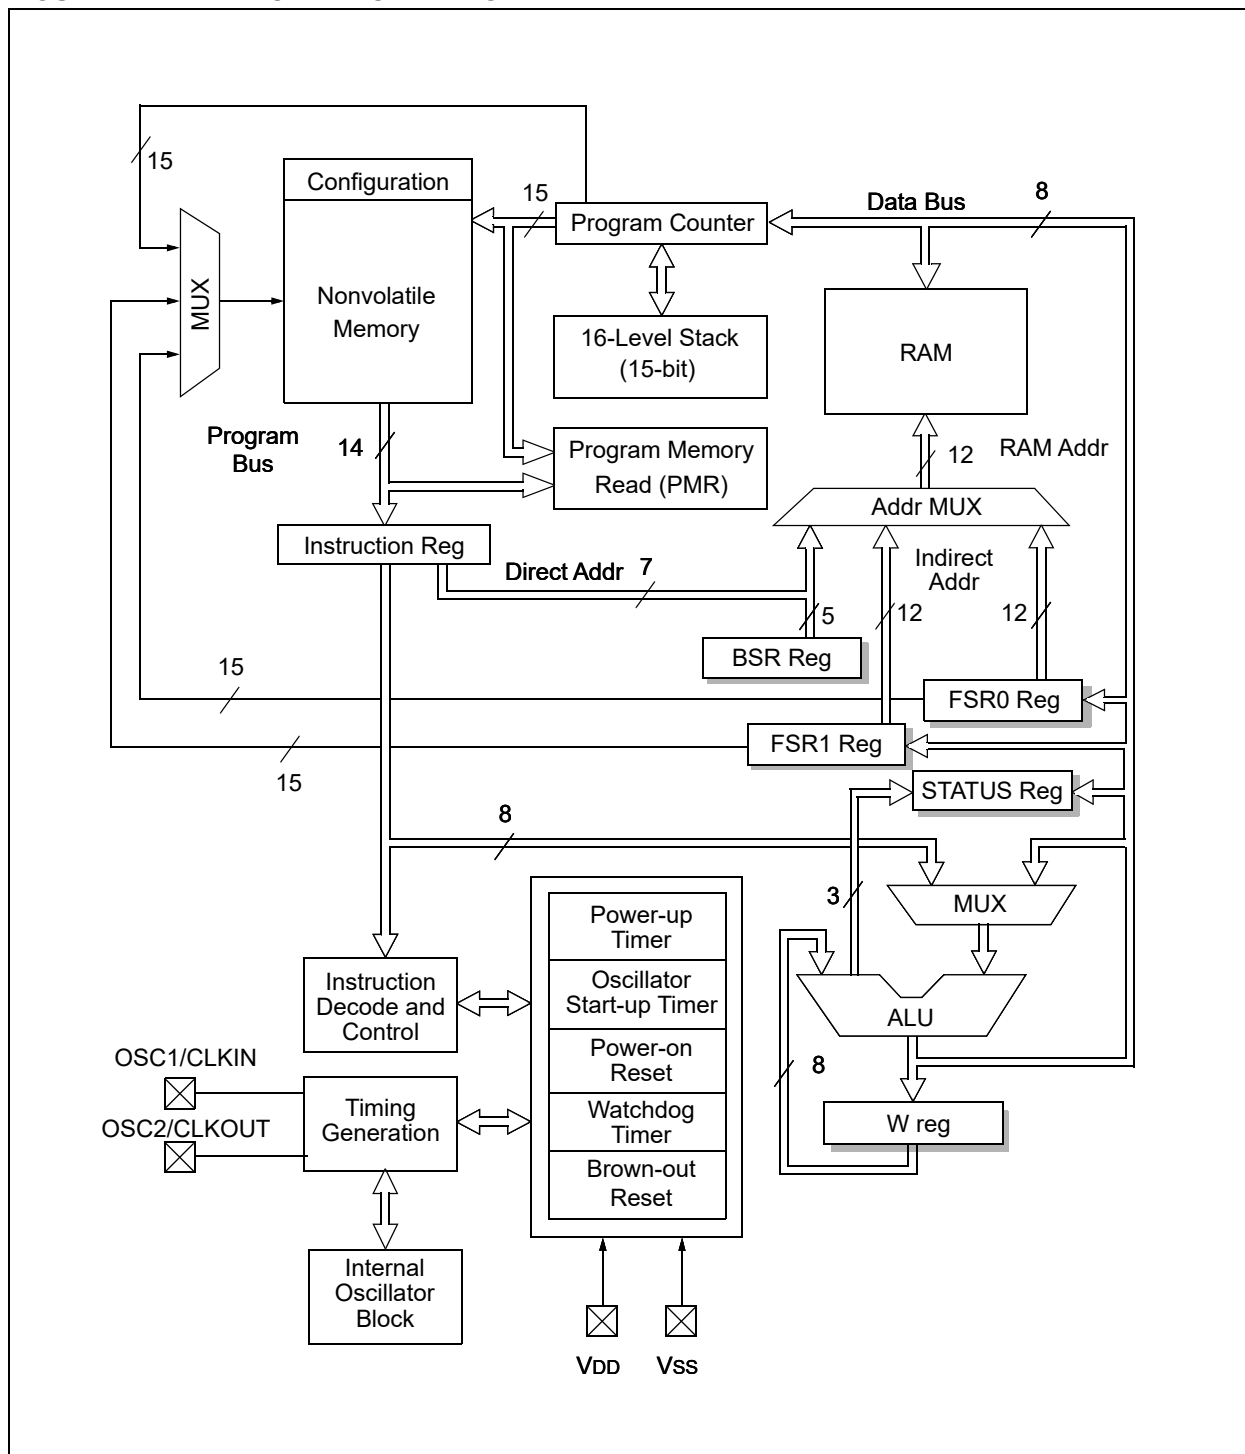 15
Configuration
15
Program Counter
Data Bus
8
MUX
Nonvolatile
Memory
16-Level Stack
(15-bit)
RAM
Program
Bus
14
Program Memory
Read (PMR)
12
RAM Addr
Addr MUX
Instruction Reg
Direct Addr
7
Indirect
Addr
5
12
12
BSR Reg
15
FSR0 Reg
FSR1 Reg
15
STATUS Reg
8
3
MUX
Power-up
Timer
Oscillator
Start-up Timer
Power-on
Reset
Watchdog
Timer
Brown-out
Reset
Instruction
Decode and
Control
ALU
8
OSC1/CLKIN
OSC2/CLKOUT
Timing
Generation
W reg
Internal
Oscillator
Block
VDD
VSS